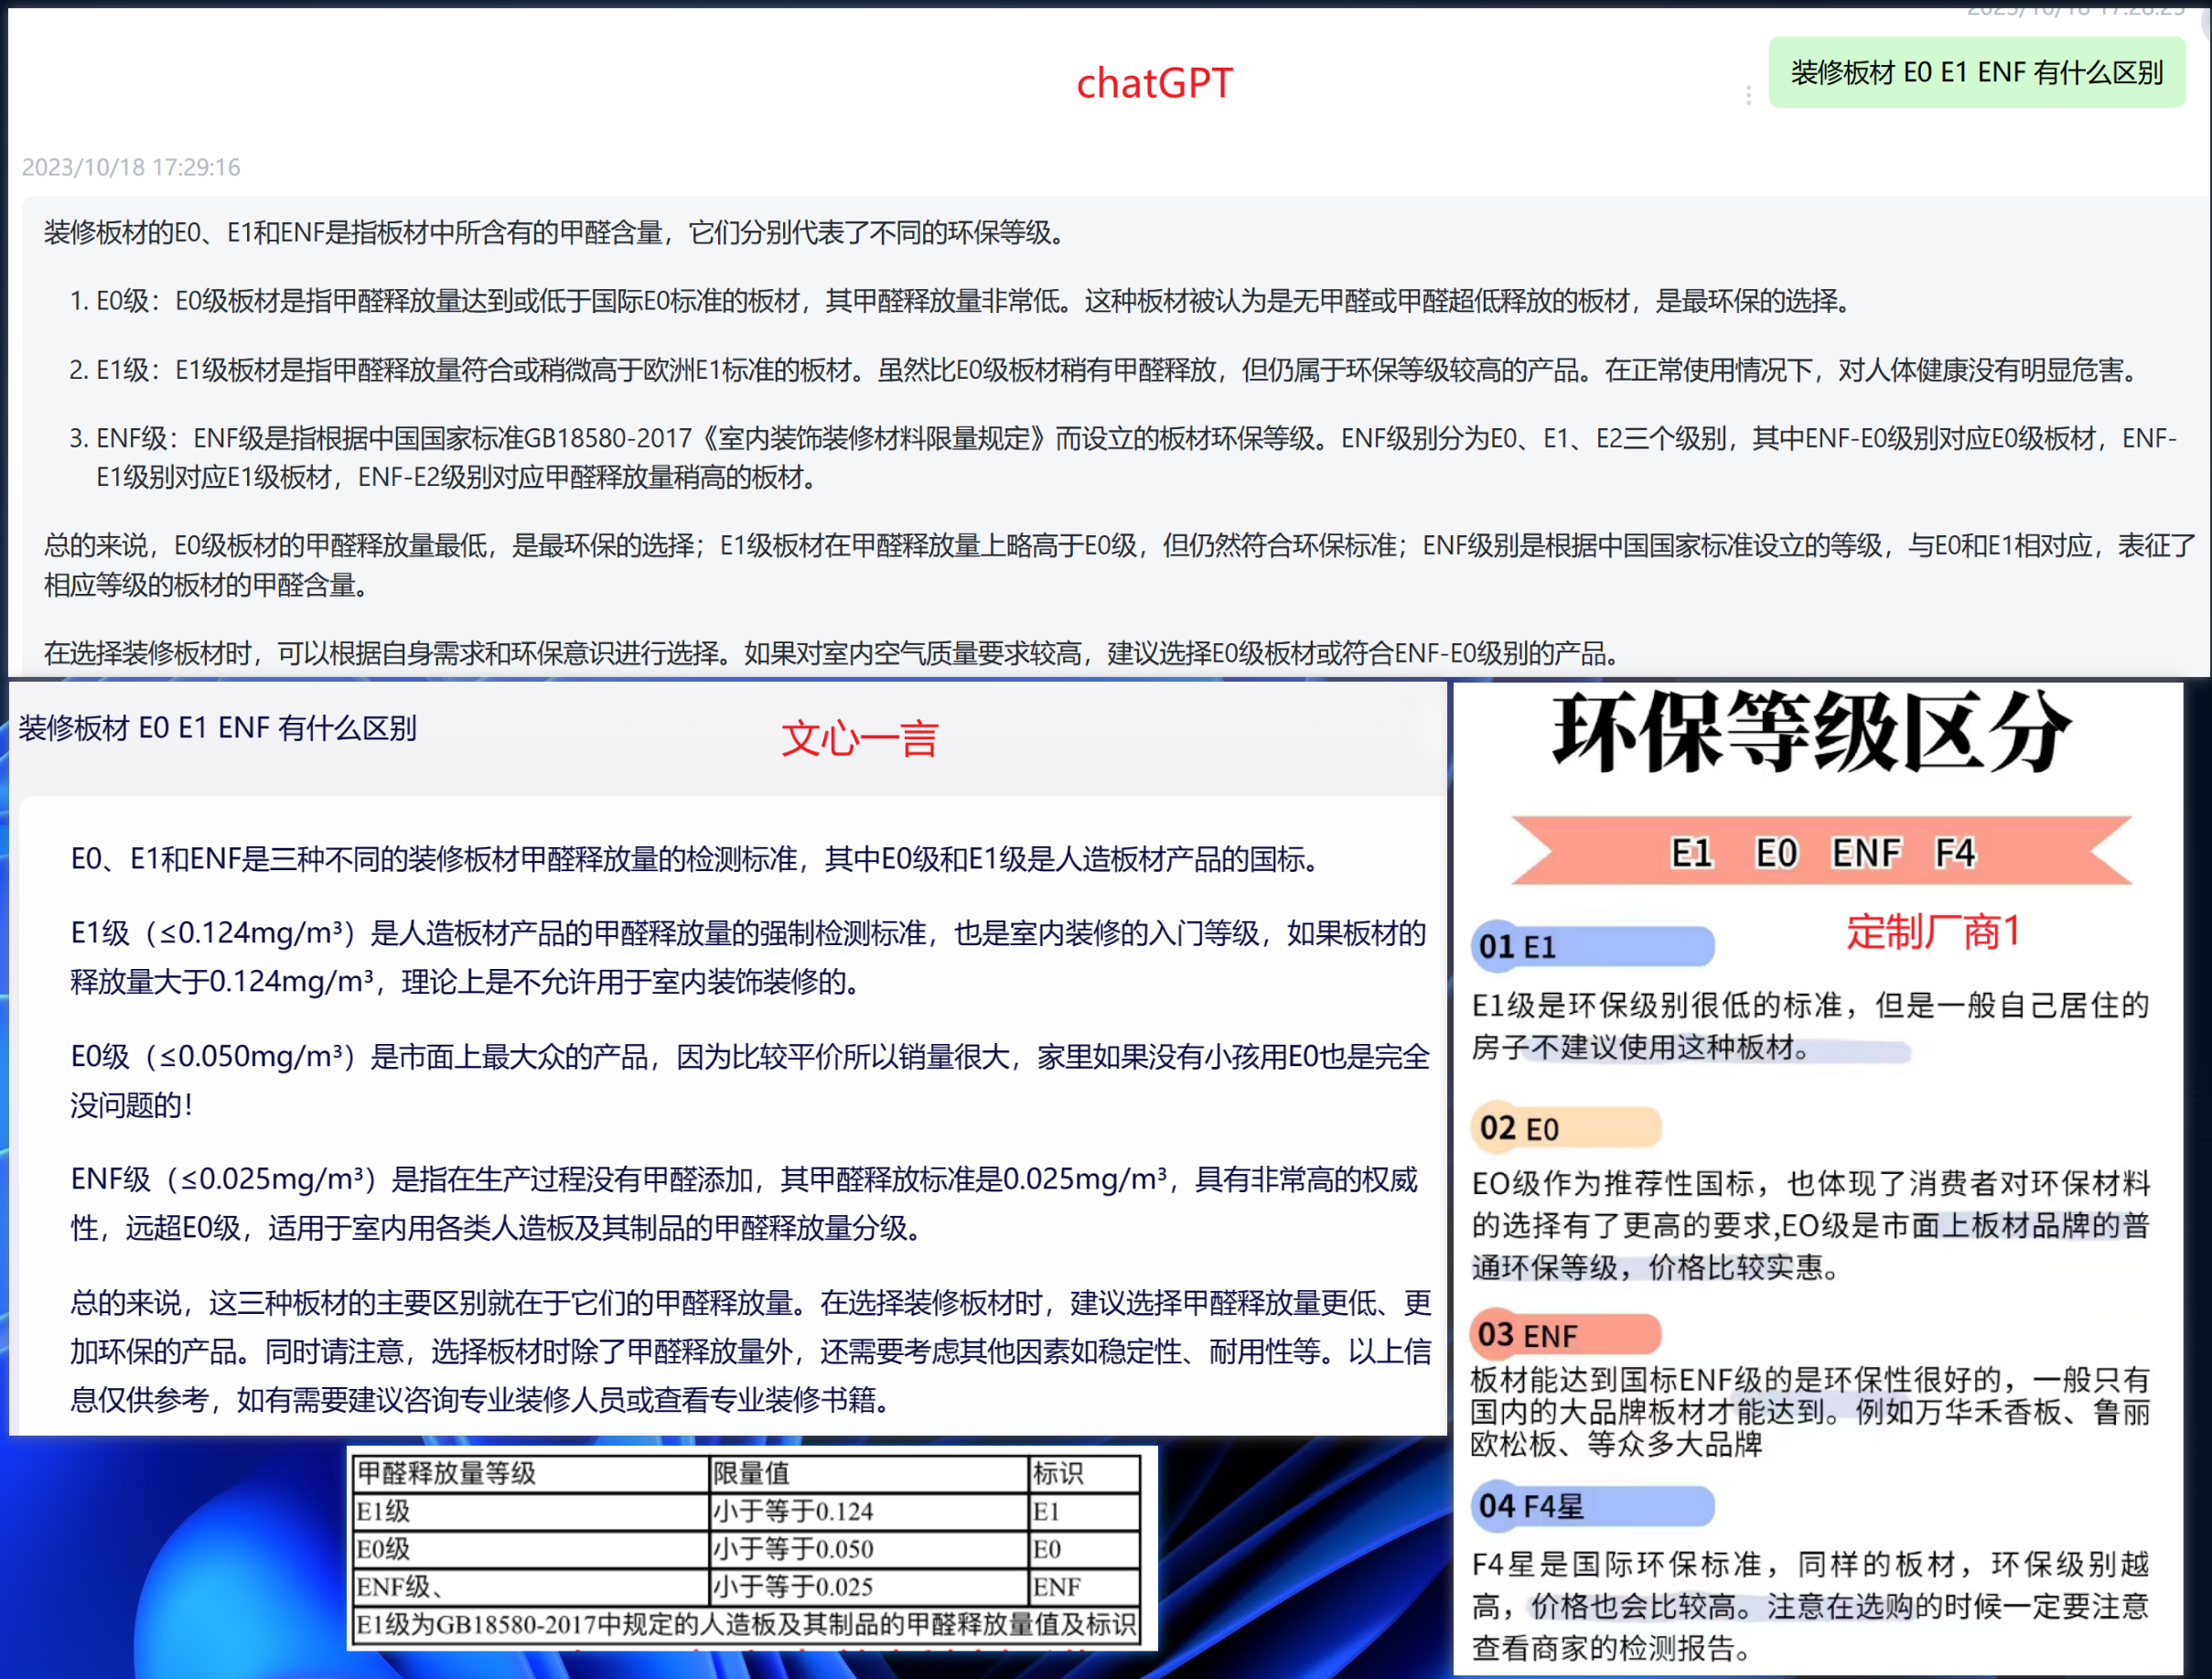 装修板材 E0 E1 ENF 有什么区别
chatGPT
2023/10/18 17:29:16
装修板材的E0、E1和ENF是指板材中所含有的甲醛含量，它们分别代表了不同的环保等级。
1. E0级：E0级板材是指甲醛释放量达到或低于国际E0标准的板材，其甲醛释放量非常低。这种板材被认为是无甲醛或甲醛超低释放的板材，是最环保的选择。
2. E1级：E1级板材是指甲醛释放量符合或稍微高于欧洲E1标准的板材。虽然比E0级板材稍有甲醛释放，但仍属于环保等级较高的产品。在正常使用情况下，对人体健康没有明显危害。
3. ENF级：ENF级是指根据中国国家标准GB18580-2017《室内装饰装修材料限量规定》而设立的板材环保等级。ENF级别分为E0、E1、E2三个级别，其中ENF-E0级别对应E0级板材，ENF-
E1级别对应E1级板材，ENF-E2级别对应甲醛释放量稍高的板材。
总的来说，E0级板材的甲醛释放量最低，是最环保的选择；E1级板材在甲醛释放量上略高于E0级，但仍然符合环保标准；ENF级别是根据中国国家标准设立的等级，与E0和E1相对应，表征了
相应等级的板材的甲醛含量。
在选择装修板材时，可以根据自身需求和环保意识进行选择。如果对室内空气质量要求较高，建议选择E0级板材或符合ENF-E0级别的产品。
装修板材 E0 E1 ENF 有什么区别
文心一言
E0、E1和ENF是三种不同的装修板材甲醛释放量的检测标准，其中E0级和E1级是人造板材产品的国标。
E1级（≤0.124mg/m³）是人造板材产品的甲醛释放量的强制检测标准，也是室内装修的入门等级，如果板材的
释放量大于0.124mg/m³，理论上是不允许用于室内装饰装修的。
E0级（≤0.050mg/m³）是市面上最大众的产品，因为比较平价所以销量很大，家里如果没有小孩用E0也是完全
没问题的！
ENF级（≤0.025mg/m³）是指在生产过程没有甲醛添加，其甲醛释放标准是0.025mg/m³，具有非常高的权威
性，远超E0级，适用于室内用各类人造板及其制品的甲醛释放量分级。
总的来说，这三种板材的主要区别就在于它们的甲醛释放量。在选择装修板材时，建议选择甲醛释放量更低、更
加环保的产品。同时请注意，选择板材时除了甲醛释放量外，还需要考虑其他因素如稳定性、耐用性等。以上信
息仅供参考，如有需要建议咨询专业装修人员或查看专业装修书籍。
甲醛释放量等级 限量值 标识
E1级 小于等于0.124 E1
E0级 小于等于0.050 E0
ENF级、 小于等于0.025 ENF
E1级为GB18580-2017中规定的人造板及其制品的甲醛释放量值及标识
环保等级区分
E1 E0 ENF F4
定制厂商1
01 E1
E1级是环保级别很低的标准，但是一般自己居住的
房子不建议使用这种板材。
02 E0
EO级作为推荐性国标，也体现了消费者对环保材料
的选择有了更高的要求,EO级是市面上板材品牌的普
通环保等级，价格比较实惠。
03 ENF
板材能达到国标ENF级的是环保性很好的，一般只有
国内的大品牌板材才能达到。例如万华禾香板、鲁丽
欧松板、等众多大品牌
04 F4星
F4星是国际环保标准，同样的板材，环保级别越
高，价格也会比较高。注意在选购的时候一定要注意
查看商家的检测报告。